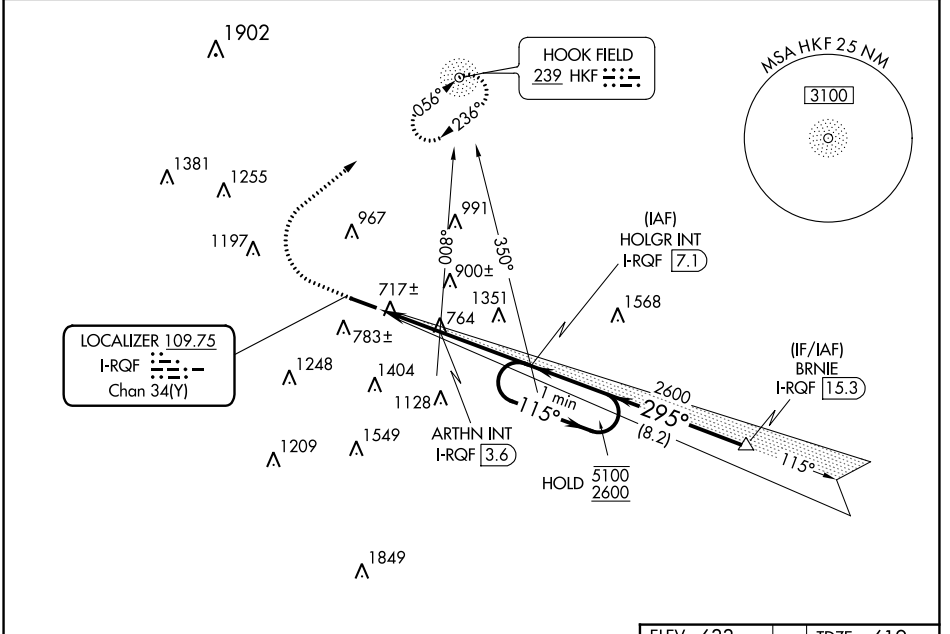 1902
HOOK FIELD
239 HKF
MSA HKF 25 NM
3100
056°
236°
1381
1255
1197
967
991
(IAF)
HOLGR INT
I-RQF 7.1
008°
350°
900±
717±
1351
1568
764
LOCALIZER 109.75
I-RQF
Chan 34(Y)
783±
(IF/IAF)
BRNIE
I-RQF 15.3
1248
1404
1128
1 min
115°
2600
295°
(8.2)
115°
1209
1549
ARTHN INT
I-RQF 3.6
HOLD 5100
2600
1849